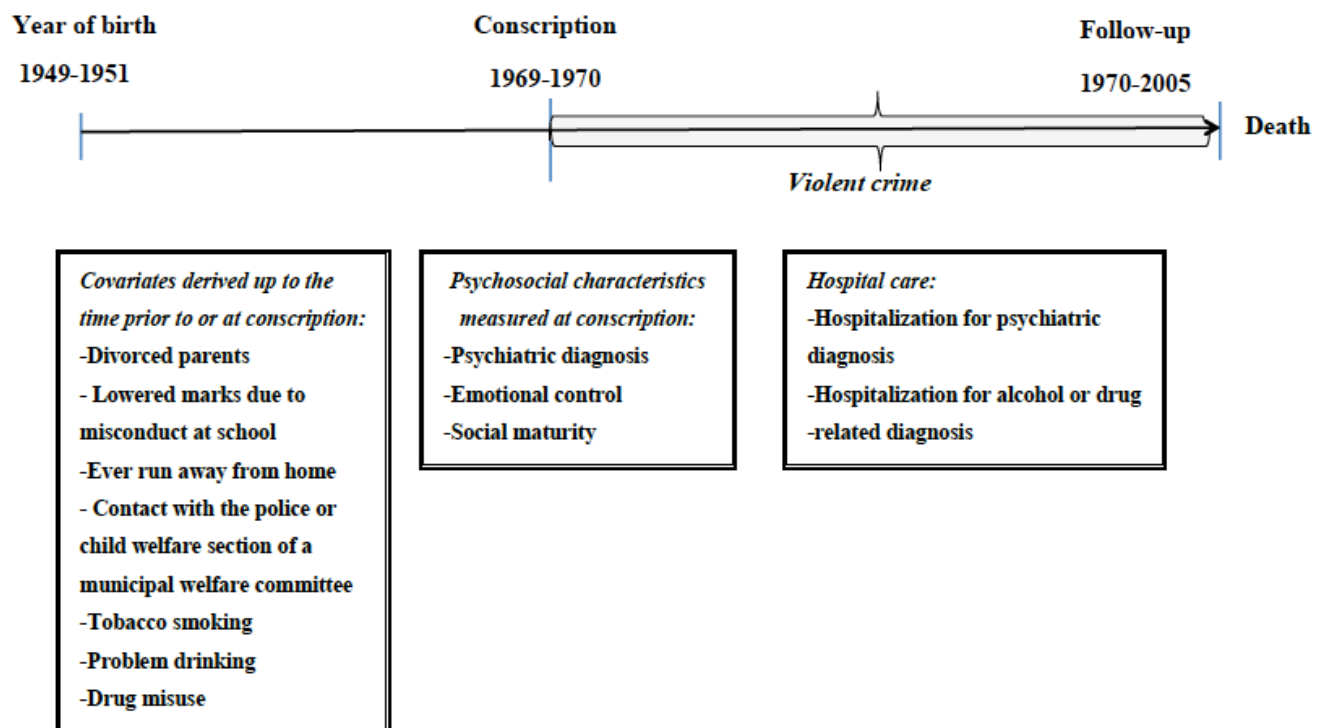 Year of birth
1949-1951
Conscription
1969-1970
Follow-up
1970-2005
Death
Violent crime
Covariates derived up to the
time prior to or at conscription:
-Divorced parents
- Lowered marks due to
misconduct at school
-Ever run away from home
- Contact with the police or
child welfare section of a
municipal welfare committee
-Tobacco smoking
-Problem drinking
-Drug misuse
Psychosocial characteristics
measured at conscription:
-Psychiatric diagnosis
-Emotional control
-Social maturity
Hospital care:
-Hospitalization for psychiatric
diagnosis
-Hospitalization for alcohol or drug
-related diagnosis